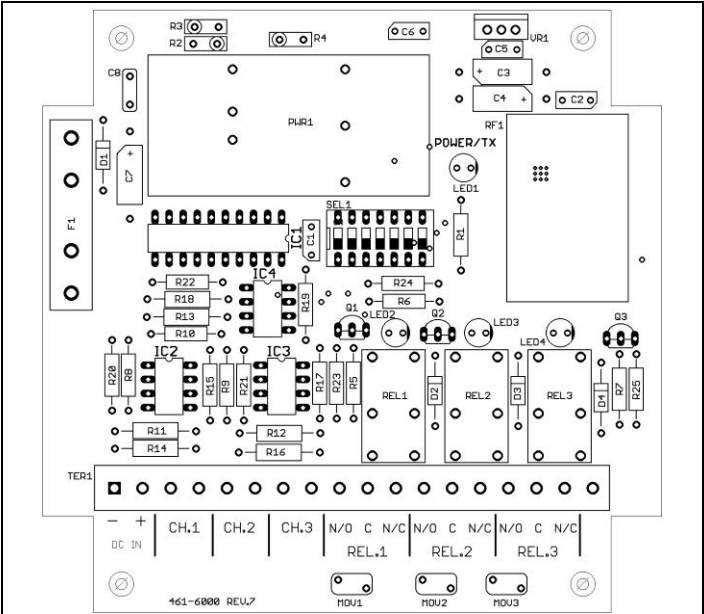 R3
R2
R4
C6
VR1
C5
C8
+
C3
C4
+
C2
PWR1
RF1
POWER/TX
D1
+
C7
LED1
F1
SEL1
IC1
C1
R1
IC4
R22
R24
R18
R19
R6
R13
Q1
LED2
Q2
LED3
R10
LED4
Q3
IC2
IC3
R20
R8
R15
R9
R21
R17
R23
R5
REL1
D2
REL2
D3
REL3
D4
R7
R25
R11
R12
R14
R16
TER1
- +
DC IN
CH.1
CH.2
CH.3
N/O C N/C
N/O C N/C
N/O C N/C
REL.1
REL.2
REL.3
461-6000 REV.7
MOV1
MOV2
MOV3